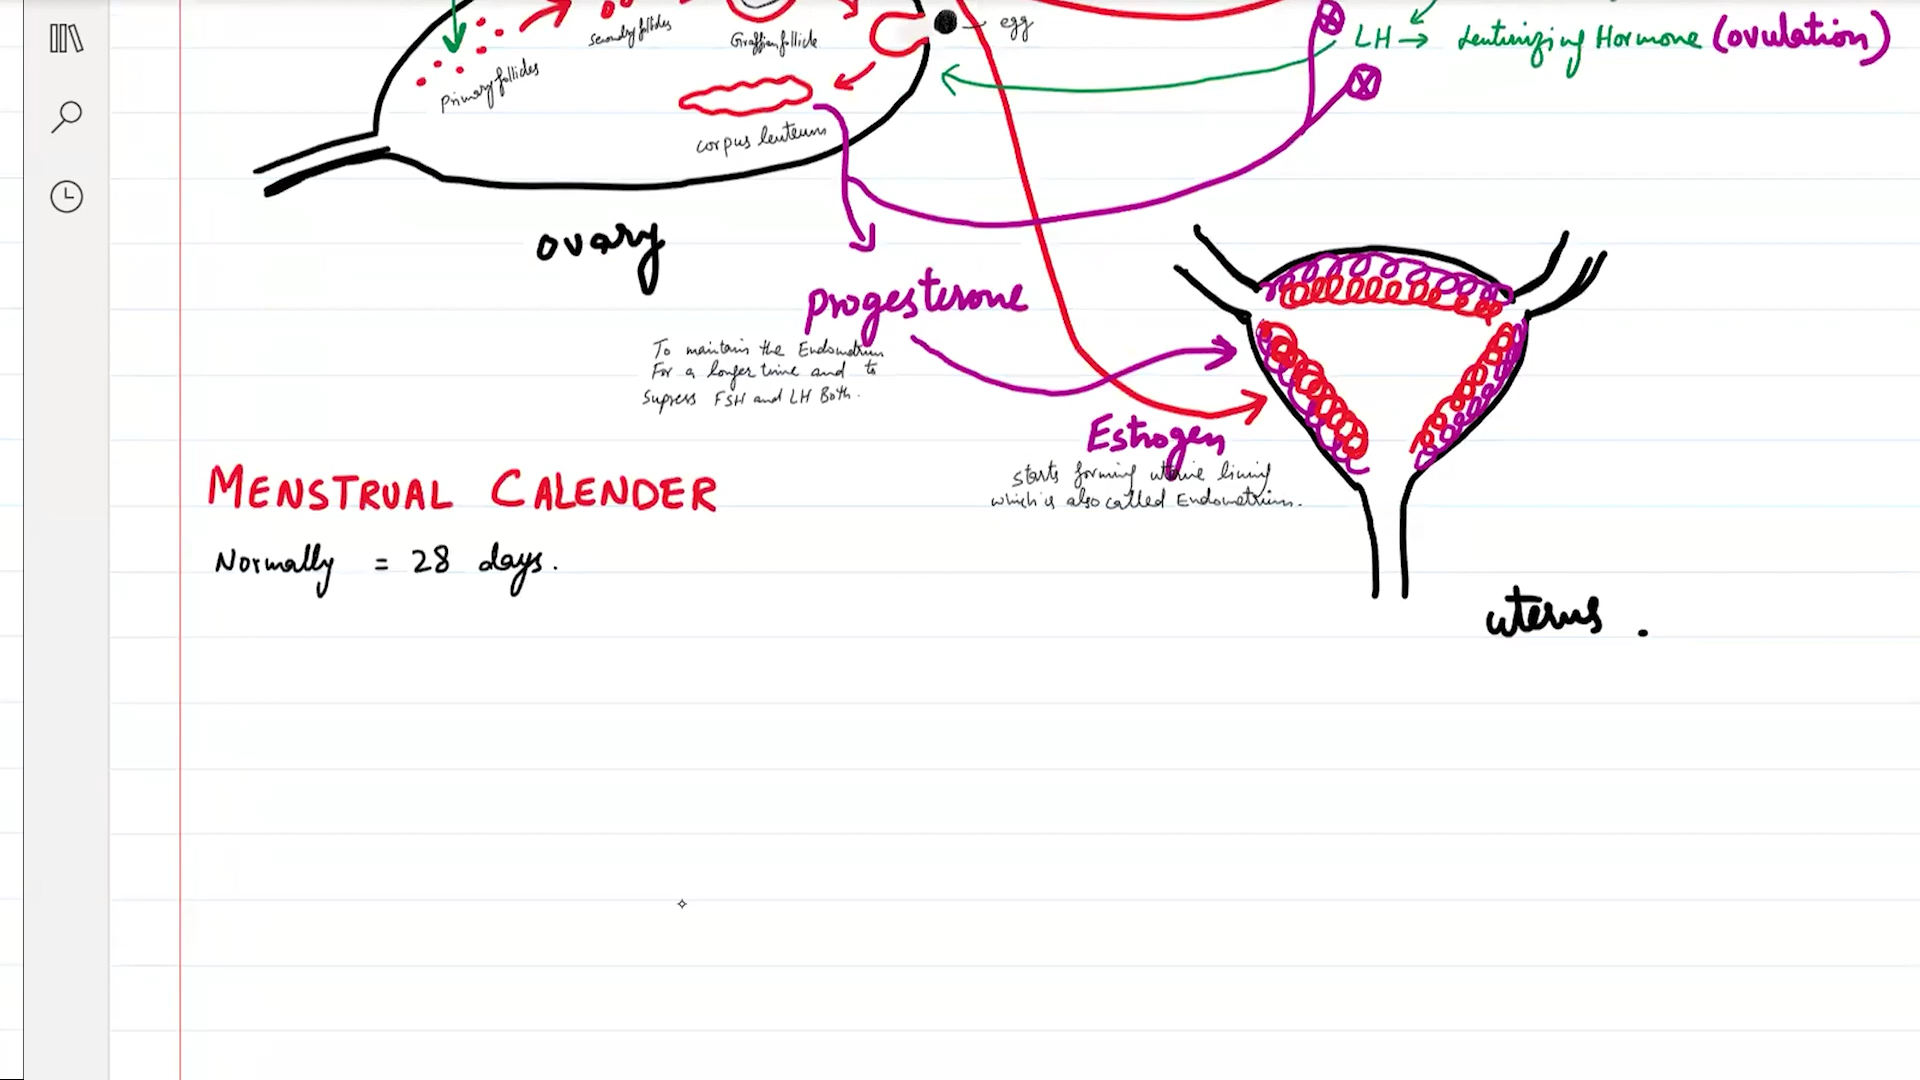 Secondary follicles
Graffian follicle
egg
LH → Leutinizing Hormone (ovulation)
Primary follicles
corpus leuteum
ovary
Progesterone
To maintain the Endometrium
For a longer time and to
Supress FSH and LH Both.
Estrogen
starts forming uterine lining
which is also called Endometrium.
MENSTRUAL CALENDER
Normally = 28 days.
uterus .